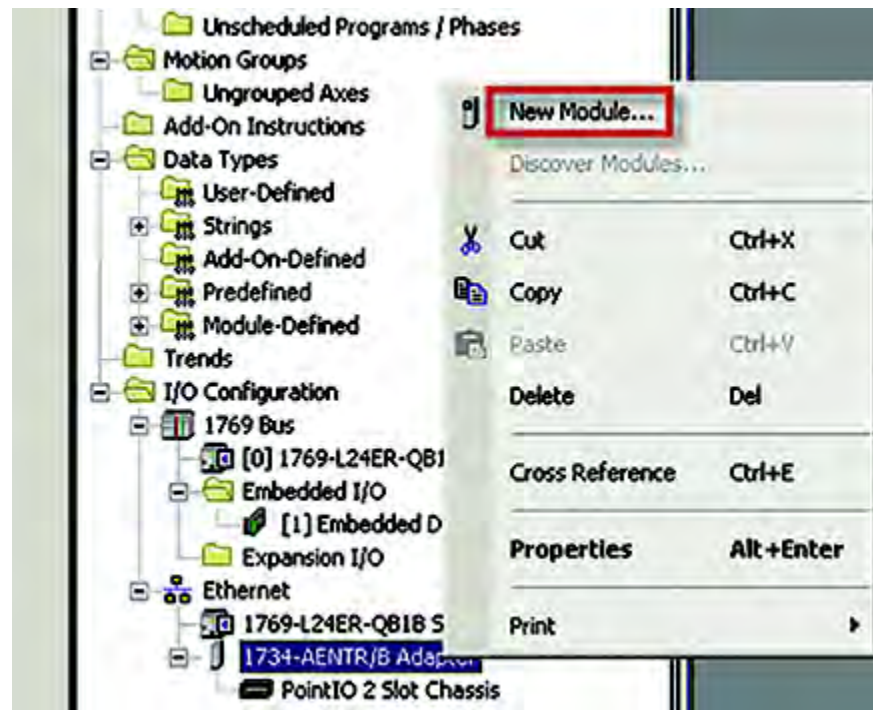 Unscheduled Programs / Phases
Motion Groups
Ungrouped Axes
Add-On Instructions
Data Types
User-Defined
Strings
Add-On-Defined
Predefined
Module-Defined
Trends
I/O Configuration
1769 Bus
[0] 1769-L24ER-QB1
Embedded I/O
[1] Embedded D
Expansion I/O
Ethernet
1769-L24ER-QB1B S
1734-AENTR/B Adaptor
PointIO 2 Slot Chassis
New Module...
Discover Modules...
Cut Ctrl+X
Copy Ctrl+C
Paste Ctrl+V
Delete Del
Cross Reference Ctrl+E
Properties Alt+Enter
Print